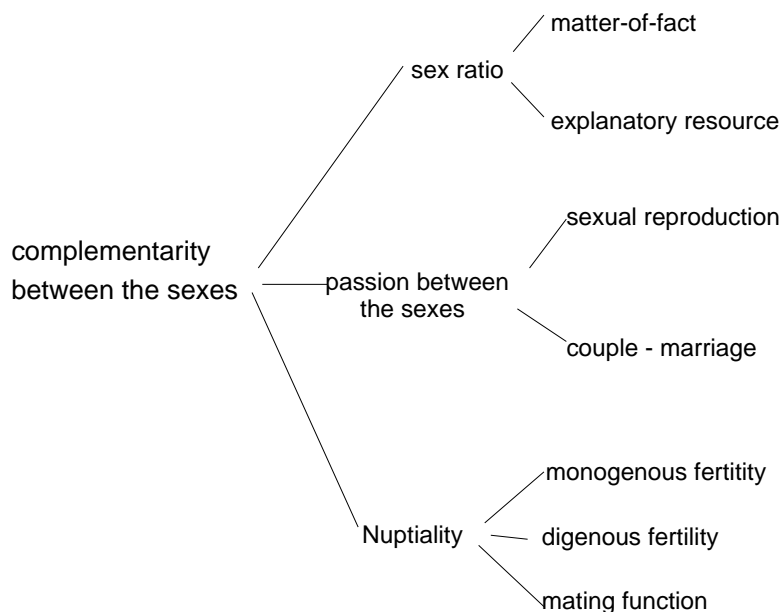 matter-of-fact
sex ratio
explanatory resource
sexual reproduction
complementarity
between the sexes
passion between
the sexes
couple - marriage
monogenous fertitity
Nuptiality
digenous fertility
mating function